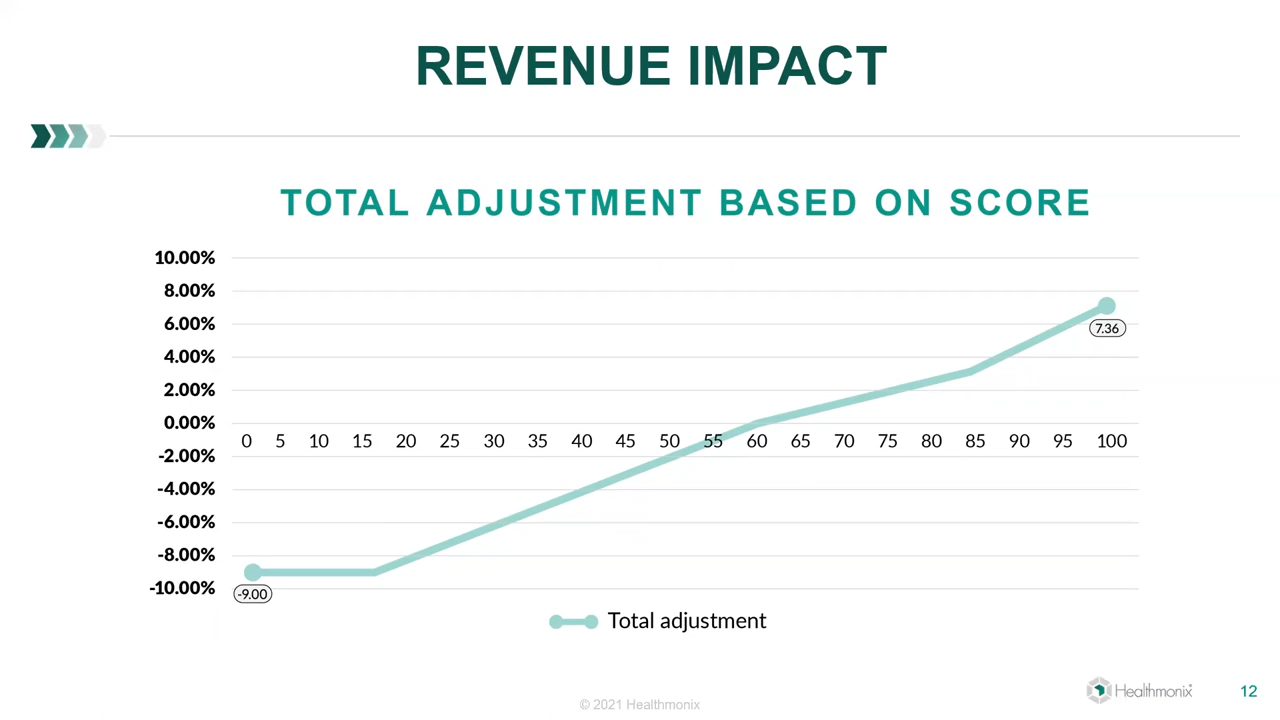 REVENUE IMPACT
TOTAL ADJUSTMENT BASED ON SCORE
10.00%
8.00%
6.00%
4.00%
2.00%
0.00%
-2.00%
-4.00%
-6.00%
-8.00%
-10.00%
0 5 10 15 20 25 30 35 40 45 50 55 60 65 70 75 80 85 90 95 100
7.36
-9.00
Total adjustment
Healthmonix
12
© 2021 Healthmonix